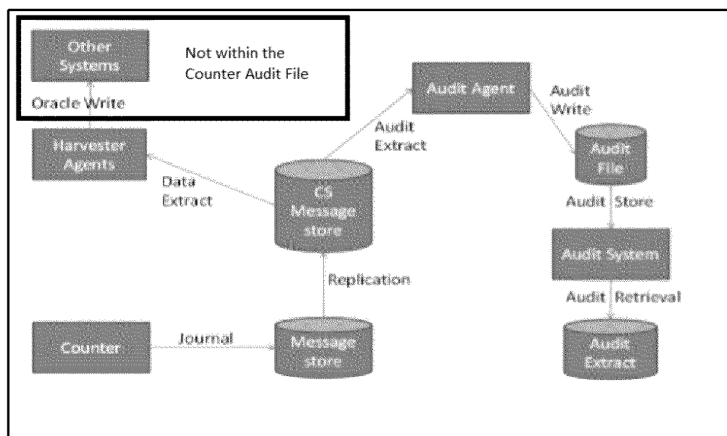 Other
Systems
Not within the
Counter Audit File
Oracle Write
Harvester
Agents
Data
Extract
Audit Agent
Audit
Extract
Audit
Write
CS
Message
store
Audit
File
Audit Store
Audit System
Replication
Audit Retrieval
Counter
Journal
Message
store
Audit
Extract